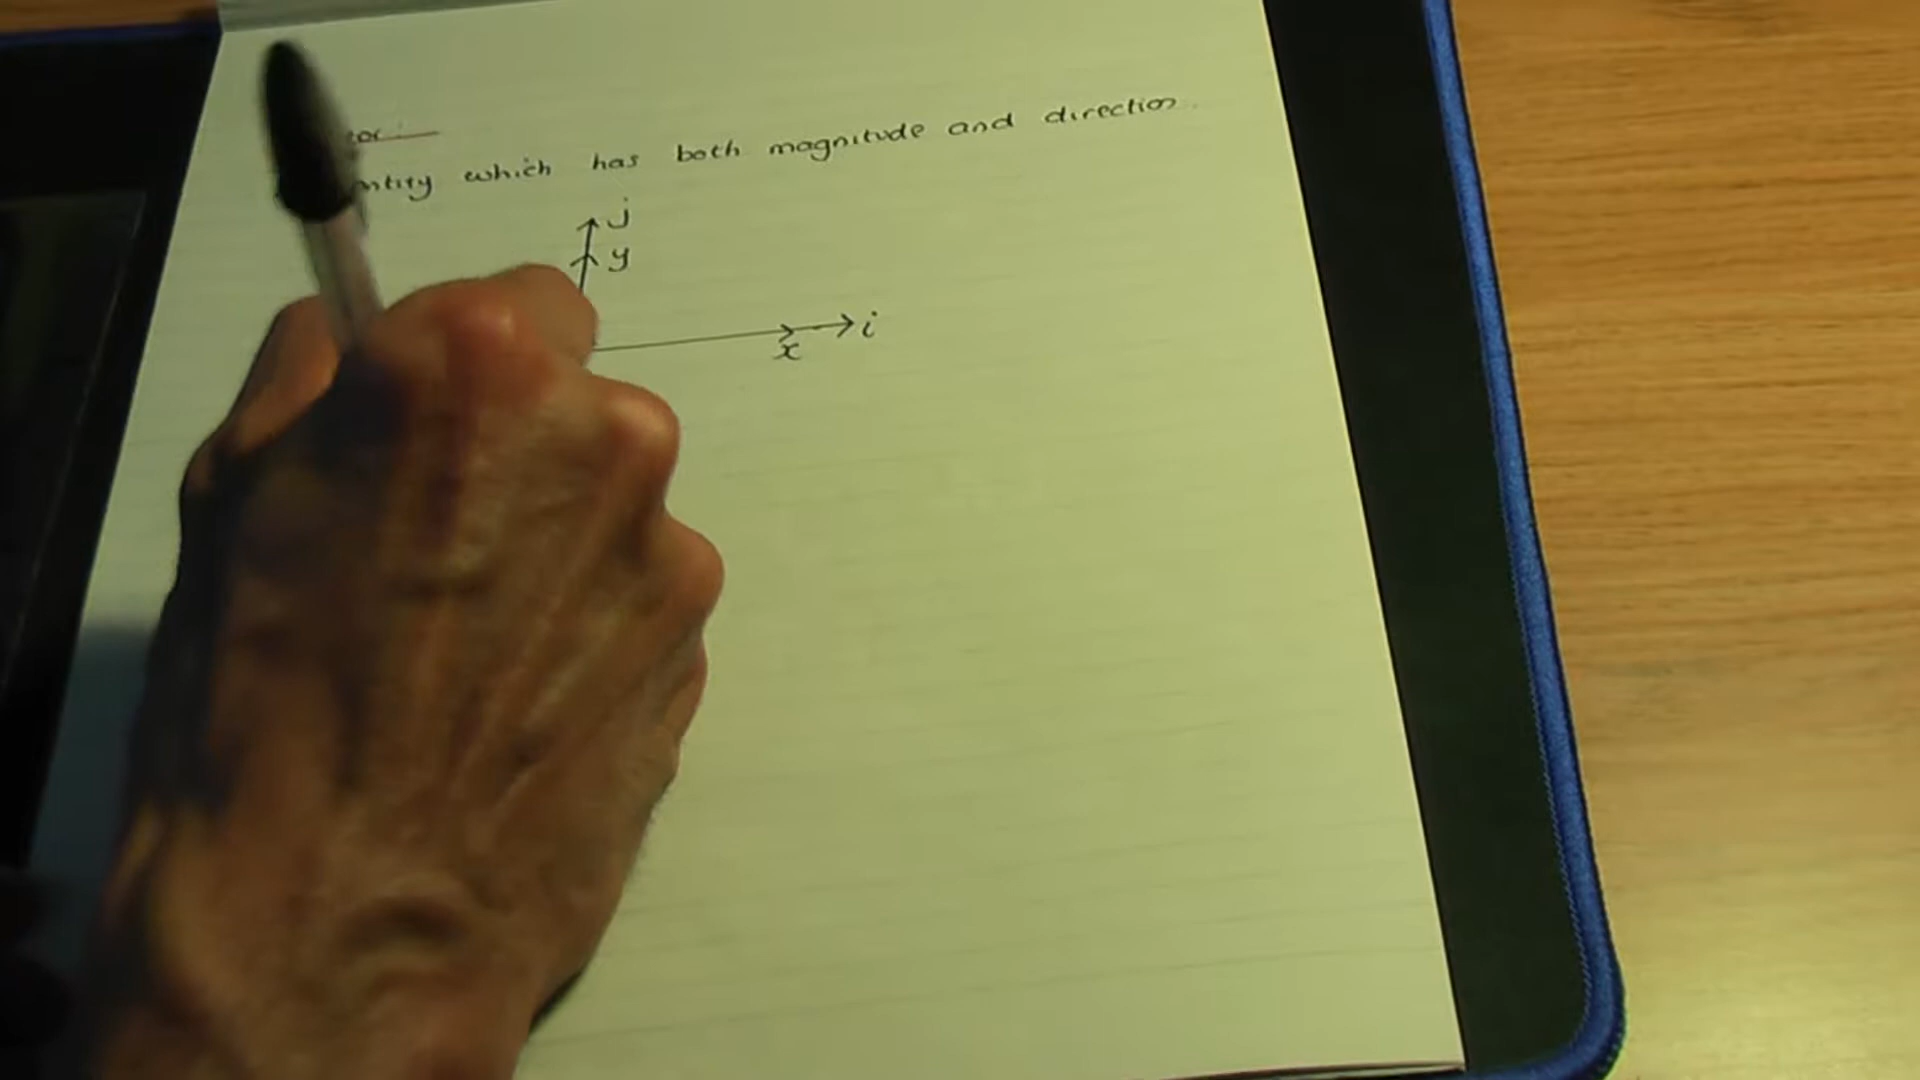 which has both magnitude and direction.
j
y
i
x